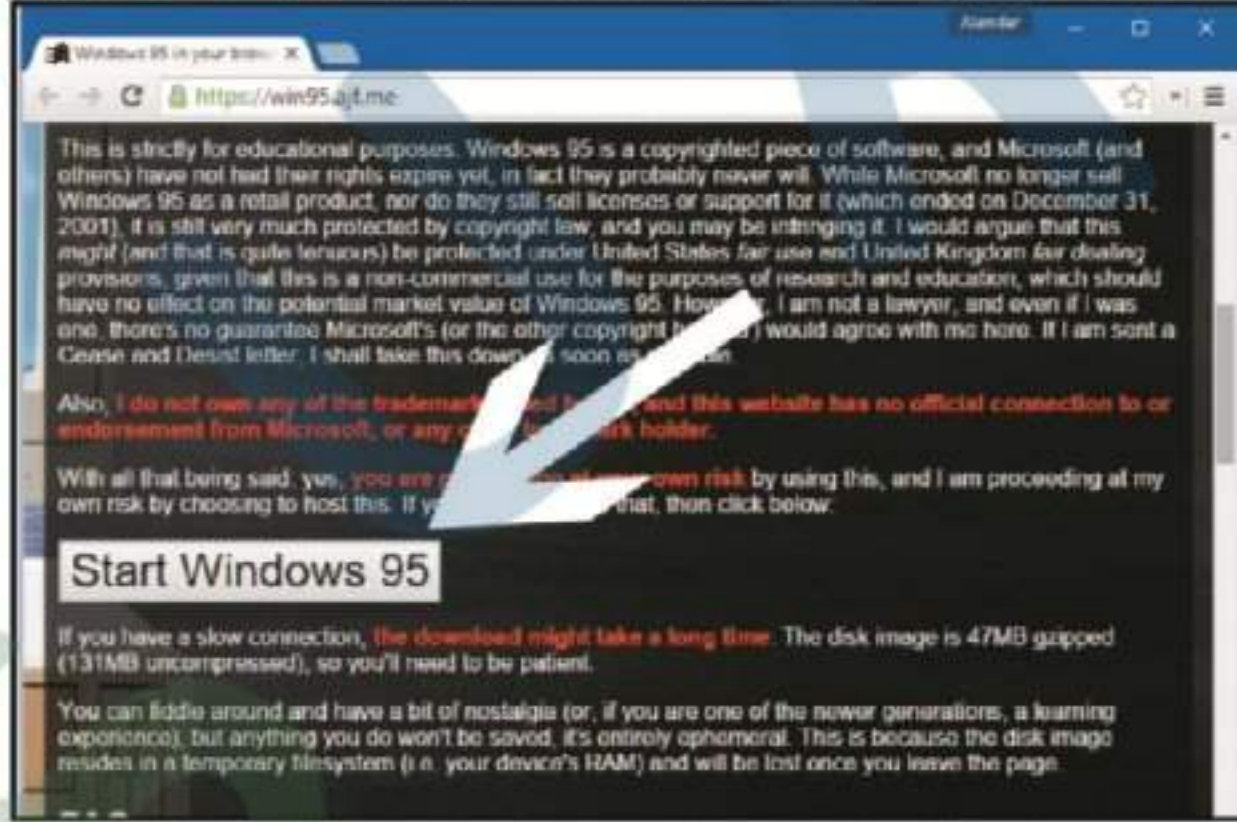 Alandar
Windows 95 in your brow
https://win95.ajt.me
This is strictly for educational purposes. Windows 95 is a copyrighted piece of software, and Microsoft (and
others) have not had their rights expire yet, in fact they probably never will. While Microsoft no longer sell
Windows 95 as a retail product, nor do they still sell licenses or support for it (which ended on December 31,
2001), it is still very much protected by copyright law, and you may be infringing it. I would argue that this
might (and that is quite tenuous) be protected under United States fair use and United Kingdom fair dealing
provisions, given that this is a non-commercial use for the purposes of research and education, which should
have no effect on the potential market value of Windows 95. However, I am not a lawyer, and even if I was
one, there's no guarantee Microsoft's (or the other copyright would agree with me here. If I am sent a
Cease and Desist letter, I shall take this down soon as
Also, I do not own any of the and this website has no official connection to or
endorsement from Microsoft, or any holder.
With all that being said, yes, you are own risk by using this, and I am proceeding at my
own risk by choosing to host this. If that, then click below:
Start Windows 95
If you have a slow connection, the download might take a long time. The disk image is 47MB gzipped
(131MB uncompressed), so you'll need to be patient.
You can fiddle around and have a bit of nostalgia (or, if you are one of the newer generations, a learning
experience), but anything you do won't be saved, it's entirely ephemeral. This is because the disk image
resides in a temporary filesystem (i.e. your device's RAM) and will be lost once you leave the page.